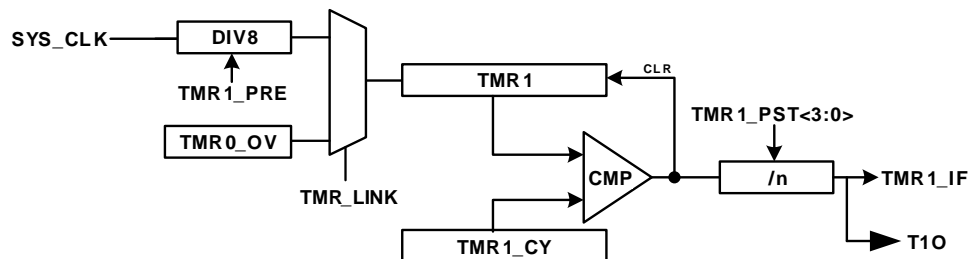 SYS_CLK
DIV8
TMR1_PRE
TMR0_OV
TMR_LINK
TMR1
CLR
CMP
TMR1_CY
TMR1_PST<3:0>
/n
TMR1_IF
T1O